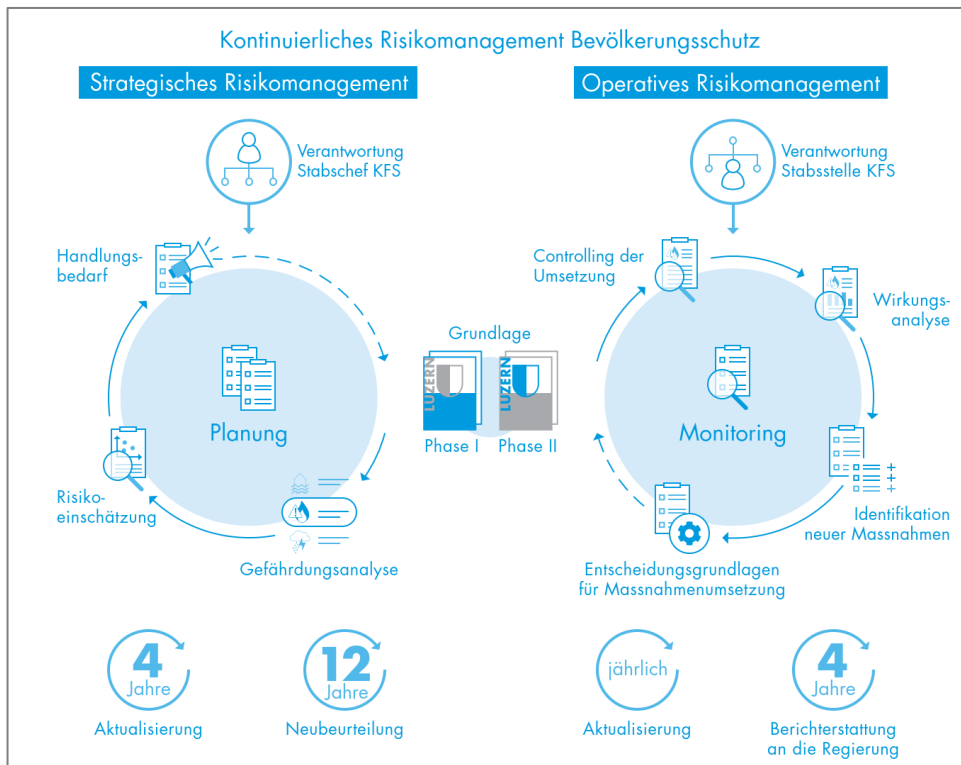 Kontinuierliches Risikomanagement Bevölkerungsschutz
Strategisches Risikomanagement
Verantwortung
Stabschef KFS
Handlungs-
bedarf
Planung
Risiko-
einschätzung
Gefährdungsanalyse
4
Jahre
Aktualisierung
12
Jahre
Neubeurteilung
Grundlage
LUZERN
LUZERN
Phase I
Phase II
Operatives Risikomanagement
Verantwortung
Stabsstelle KFS
Controlling der
Umsetzung
Wirkungs-
analyse
Monitoring
Identifikation
neuer Massnahmen
Entscheidungsgrundlagen
für Massnahmenumsetzung
jährlich
Aktualisierung
4
Jahre
Berichterstattung
an die Regierung